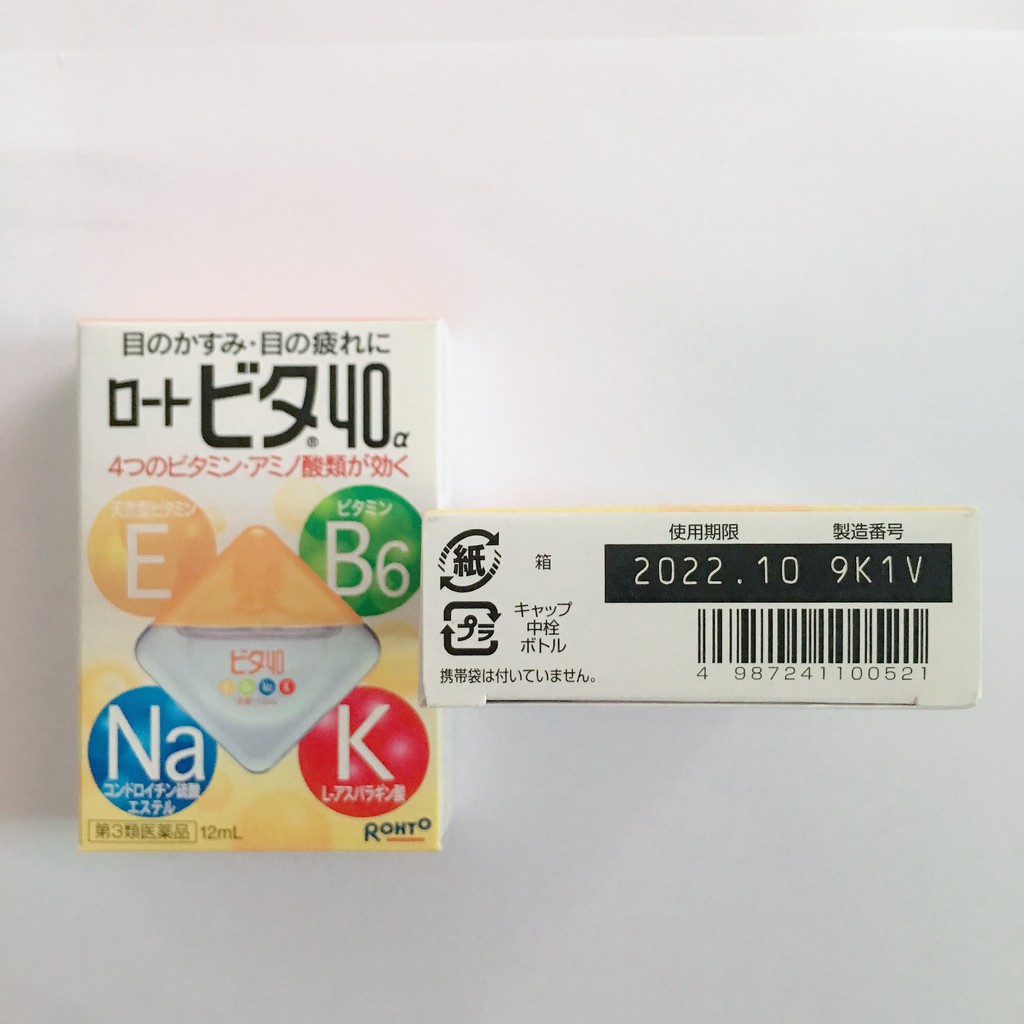 目のかすみ・目の疲れに
ロートビタ®40α
4つのビタミン・アミノ酸類が効く
天然型ビタミン
E
ビタミン
B6
ビタ40
Na
コンドロイチン硫酸
エステル
K
L-アスパラギン酸
第3類医薬品 12mL
ROHTO
紙
箱
プラ
キャップ
中栓
ボトル
携帯袋は付いていません。
使用期限 製造番号
2022.10 9K1V
4 987241100521